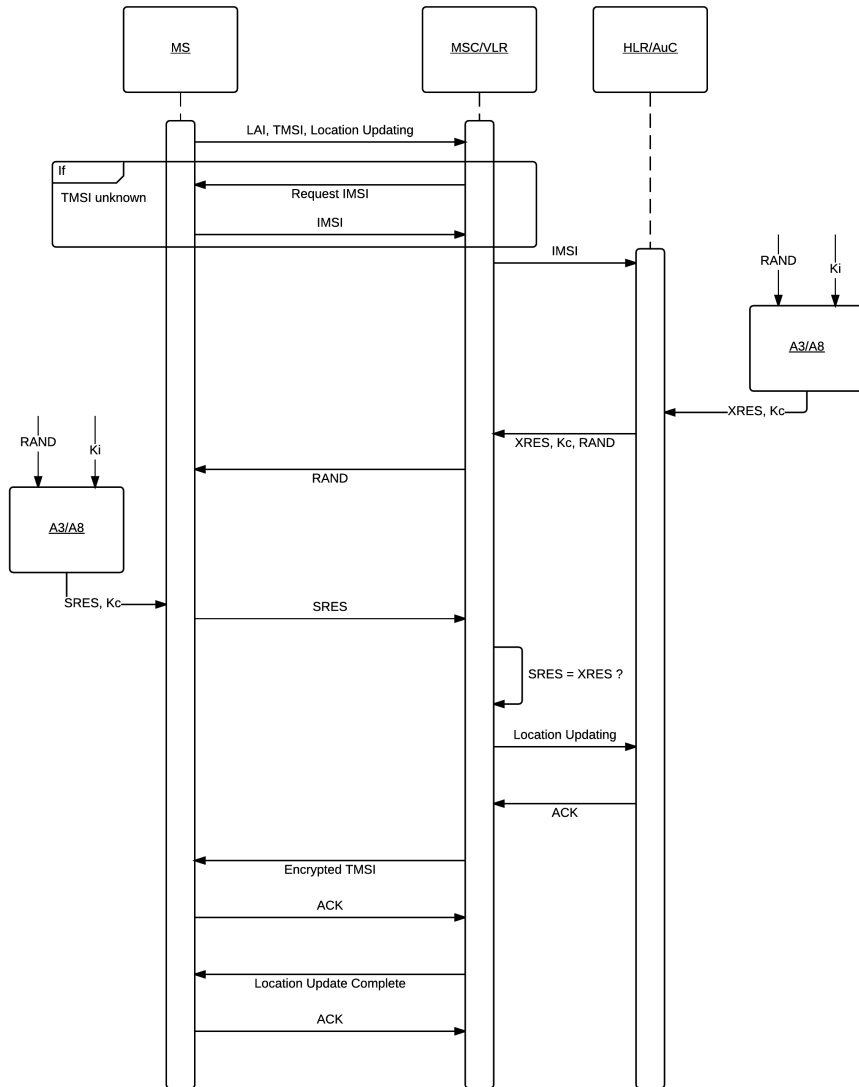 MS
MSC/VLR
HLR/AuC
LAI, TMSI, Location Updating
If
TMSI unknown
Request IMSI
IMSI
IMSI
RAND
Ki
A3/A8
XRES, Kc
XRES, Kc, RAND
RAND
Ki
RAND
A3/A8
SRES, Kc
SRES
SRES = XRES ?
Location Updating
ACK
Encrypted TMSI
ACK
Location Update Complete
ACK